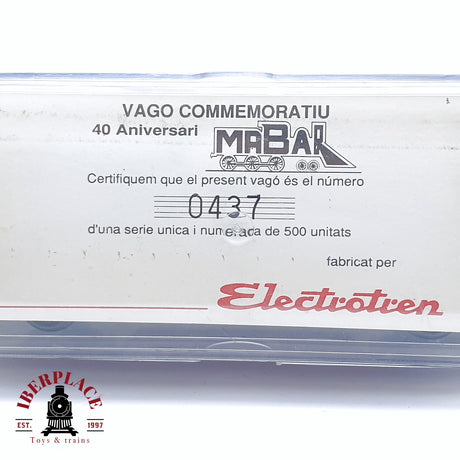 VAGO COMMEMORATIU
40 Aniversari MABAR
Certifiquem que el present vagó és el número
0437
d'una serie unica i numerada de 500 unitats
fabricat per
Electrotren
IBERPLACE
EST. 1997
Toys & trains